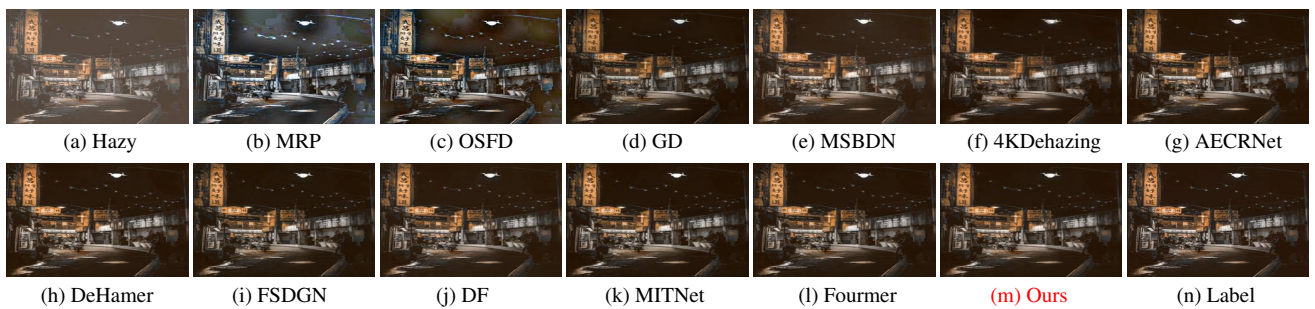 (a) Hazy
(b) MRP
(c) OSFD
(d) GD
(e) MSBDN
(f) 4KDehazing
(g) AECRNet
(h) DeHamer
(i) FSDGN
(j) DF
(k) MITNet
(l) Fourmer
(m) Ours
(n) Label